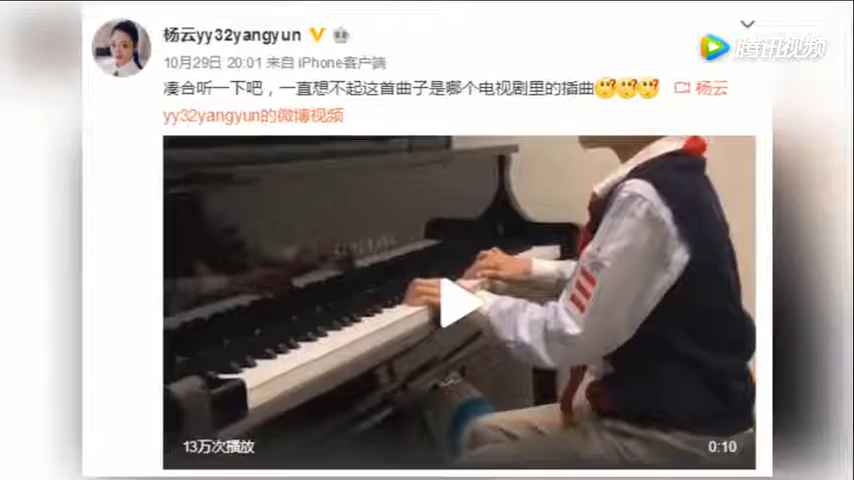 杨云yy32yangyun
腾讯视频
10月29日 20:01 来自 iPhone客户端
凑合听一下吧，一直想不起这首曲子是哪个电视剧里的插曲 杨云
yy32yangyun的微博视频
13万次播放
0:10